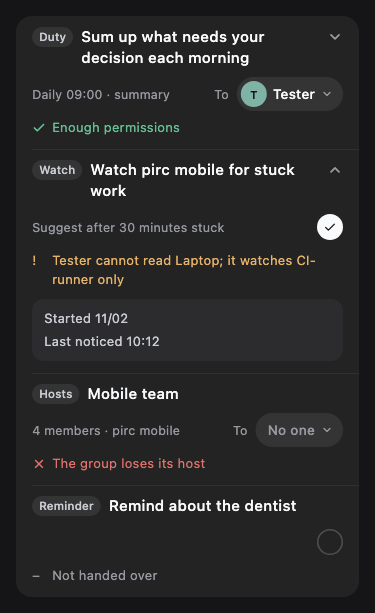 Duty Sum up what needs your
decision each morning
Daily 09:00 · summary To T Tester
Enough permissions
Watch Watch pirc mobile for stuck
work
Suggest after 30 minutes stuck
! Tester cannot read Laptop; it watches CI-
runner only
Started 11/02
Last noticed 10:12
Hosts Mobile team
4 members · pirc mobile To No one
The group loses its host
Reminder Remind about the dentist
– Not handed over